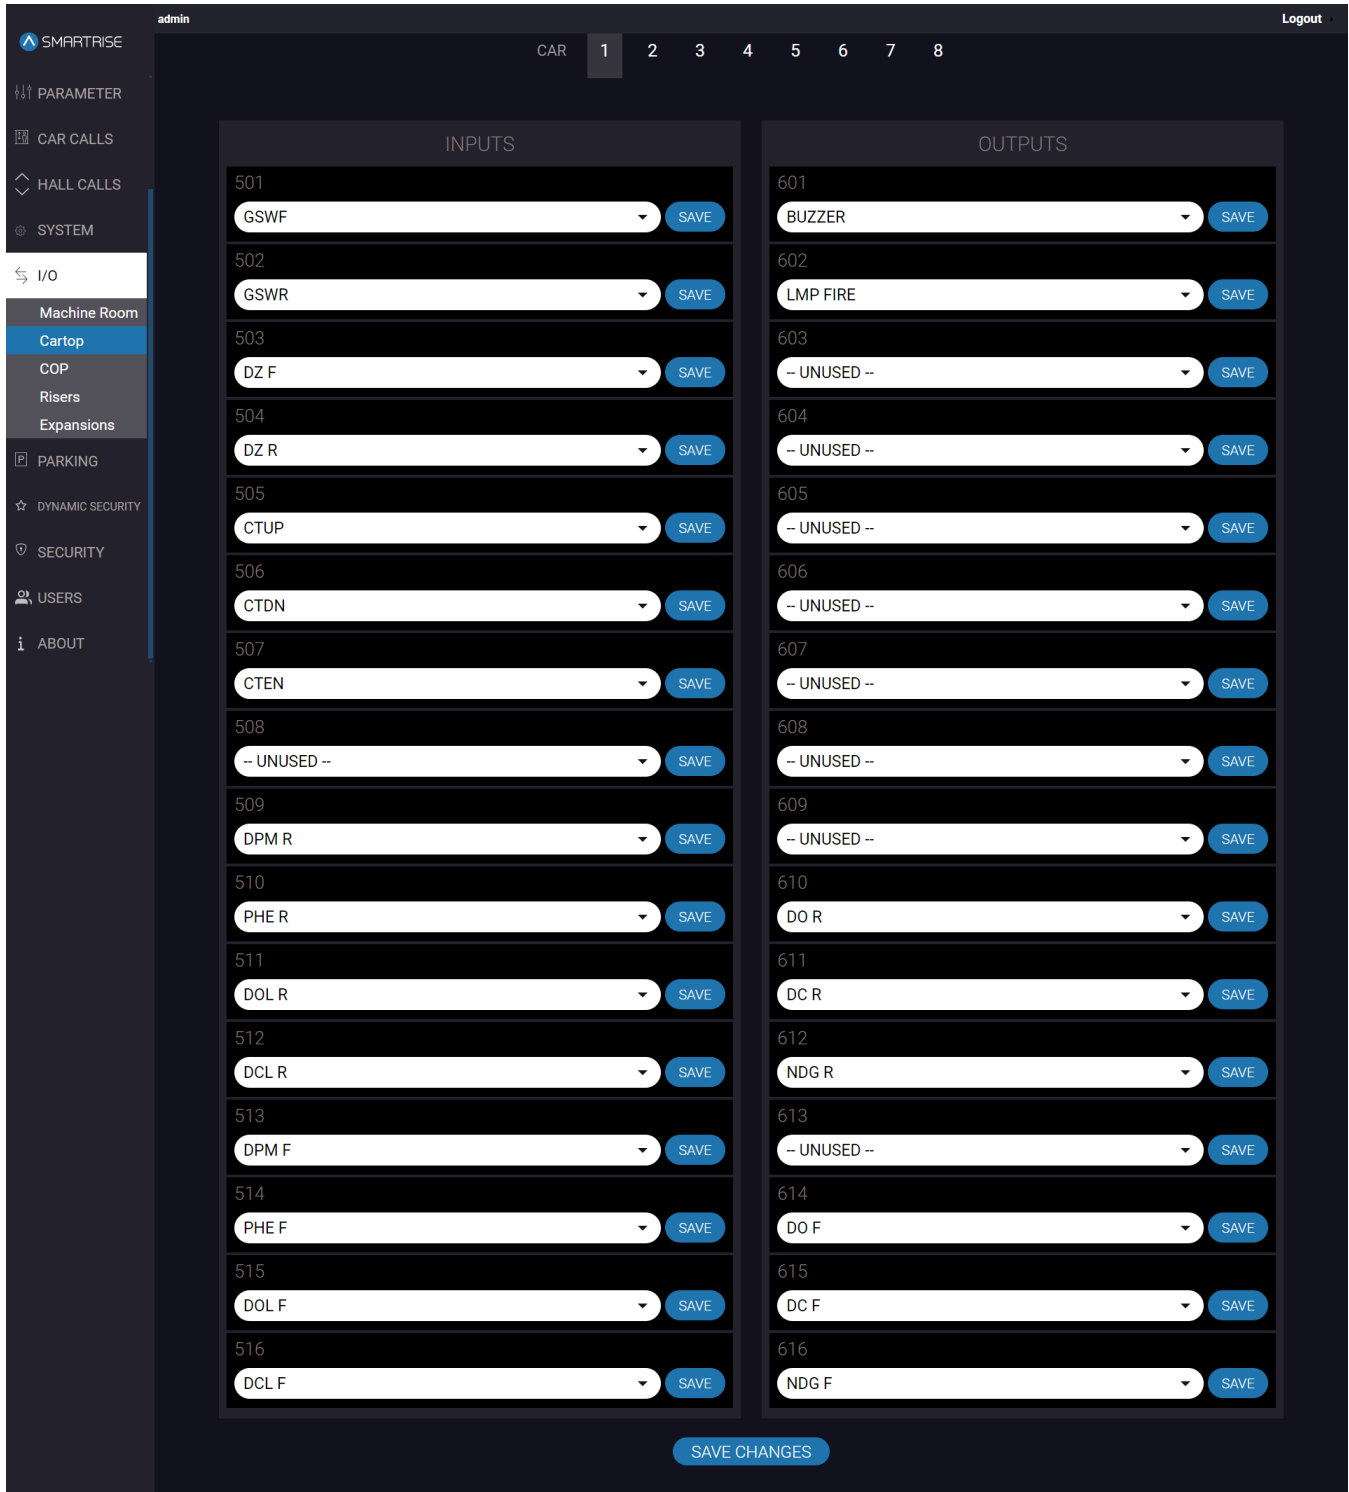 admin
Logout
SMARTRISE
CAR 1 2 3 4 5 6 7 8
PARAMETER
CAR CALLS
HALL CALLS
SYSTEM
I/O
Machine Room
Cartop
COP
Risers
Expansions
PARKING
DYNAMIC SECURITY
SECURITY
USERS
ABOUT
INPUTS
501
GSWF SAVE
502
GSWR SAVE
503
DZ F SAVE
504
DZ R SAVE
505
CTUP SAVE
506
CTDN SAVE
507
CTEN SAVE
508
-- UNUSED -- SAVE
509
DPM R SAVE
510
PHE R SAVE
511
DOL R SAVE
512
DCL R SAVE
513
DPM F SAVE
514
PHE F SAVE
515
DOL F SAVE
516
DCL F SAVE
OUTPUTS
601
BUZZER SAVE
602
LMP FIRE SAVE
603
-- UNUSED -- SAVE
604
-- UNUSED -- SAVE
605
-- UNUSED -- SAVE
606
-- UNUSED -- SAVE
607
-- UNUSED -- SAVE
608
-- UNUSED -- SAVE
609
-- UNUSED -- SAVE
610
DO R SAVE
611
DC R SAVE
612
NDG R SAVE
613
-- UNUSED -- SAVE
614
DO F SAVE
615
DC F SAVE
616
NDG F SAVE
SAVE CHANGES